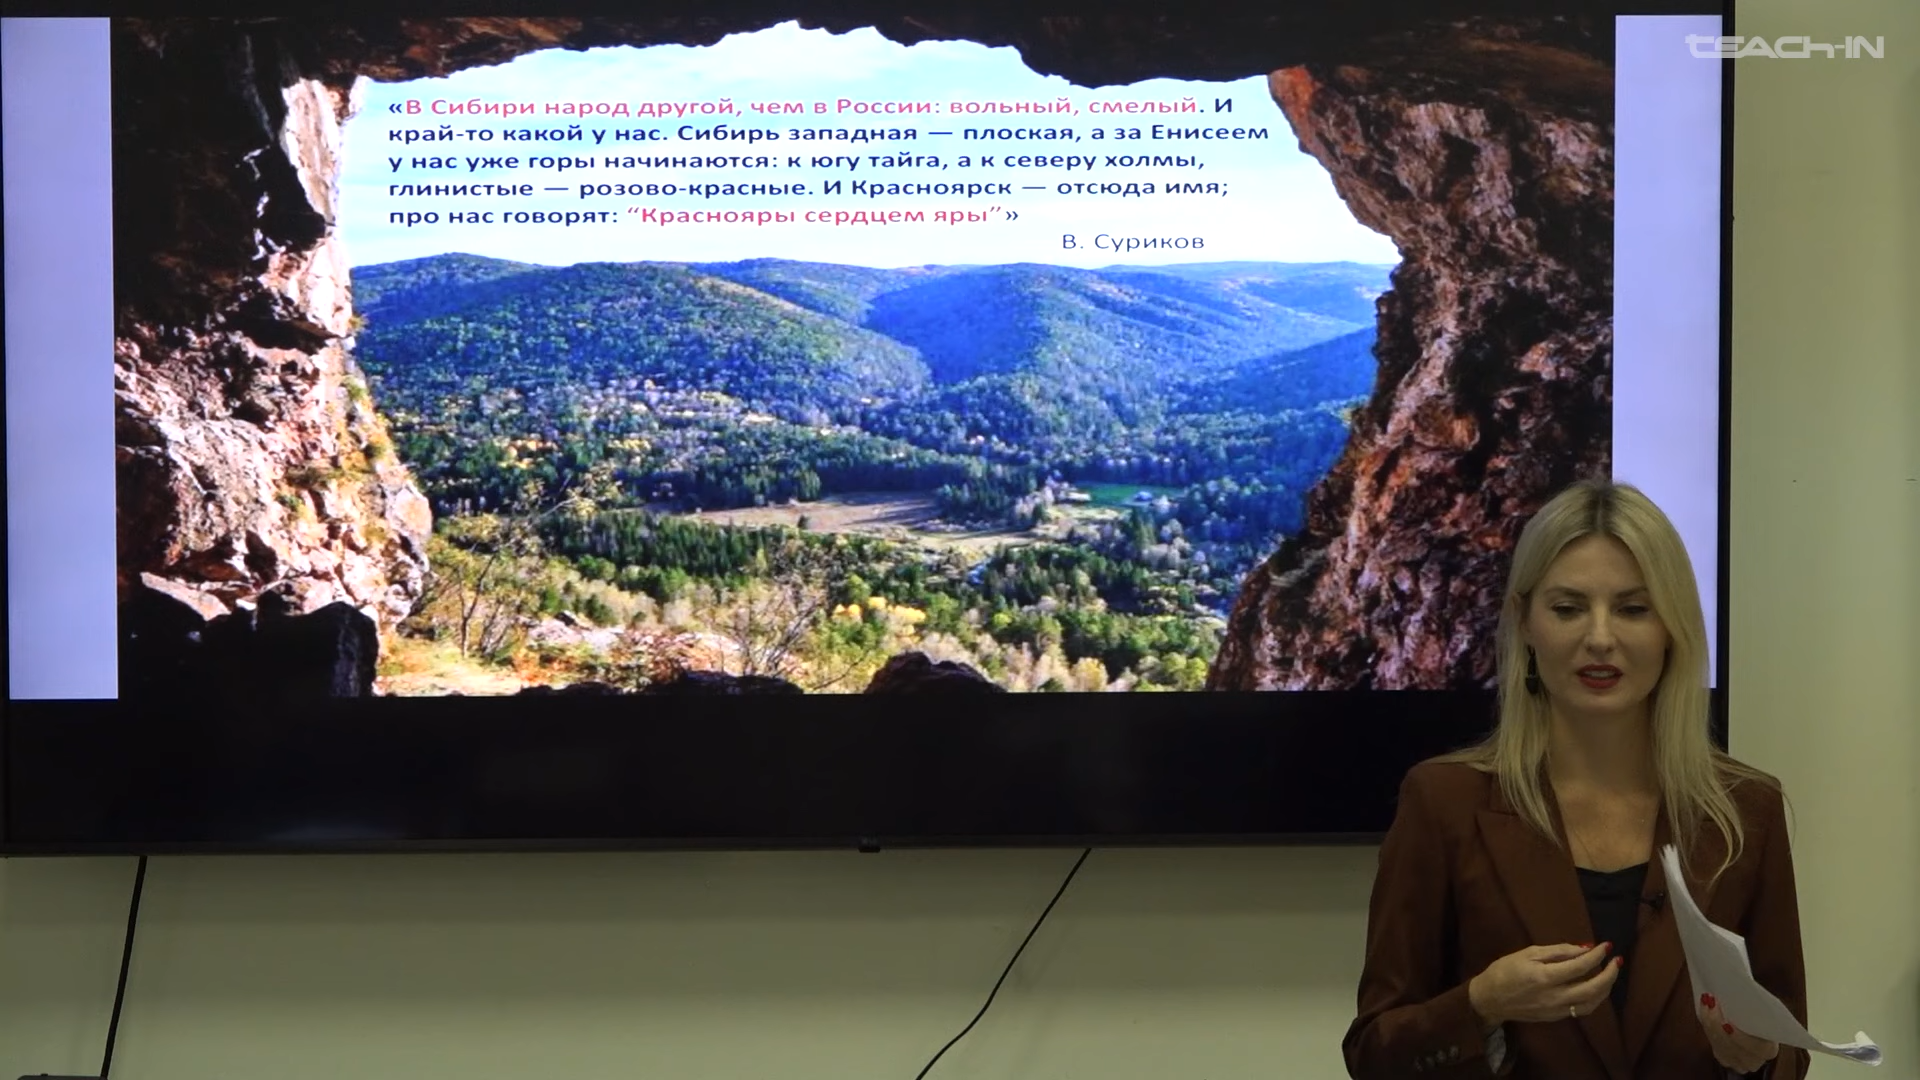 TEACH-IN
«В Сибири народ другой, чем в России: вольный, смелый. И
край-то какой у нас. Сибирь западная — плоская, а за Енисеем
у нас уже горы начинаются: к югу тайга, а к северу холмы,
глинистые — розово-красные. И Красноярск — отсюда имя;
про нас говорят: “Краснояры сердцем яры”»
В. Суриков